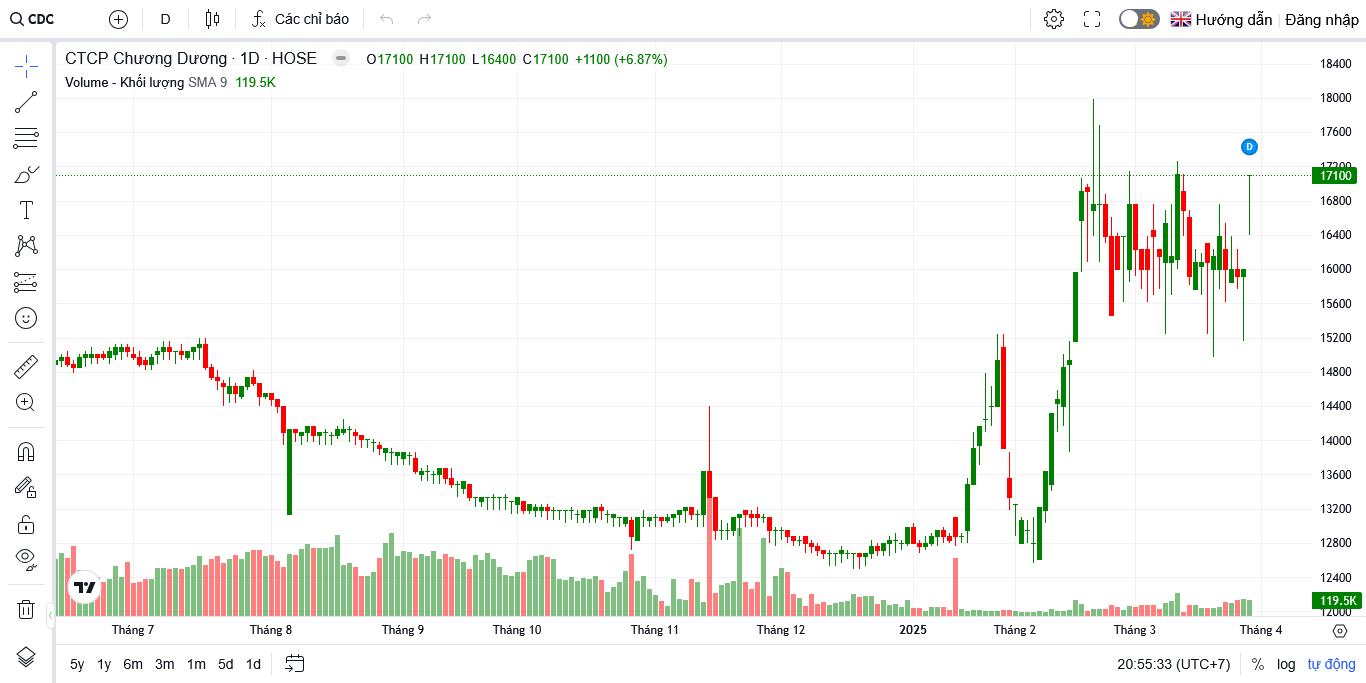 CDC D Các chỉ báo Hướng dẫn Đăng nhập
CTCP Chương Dương · 1D · HOSE O17100 H17100 L16400 C17100 +1100 (+6.87%)
Volume - Khối lượng SMA 9 119.5K
18400
18000
17600
D
17200
17100
16800
16400
16000
15600
15200
14800
14400
14000
13600
13200
12800
12400
119.5K
12000
Tháng 7 Tháng 8 Tháng 9 Tháng 10 Tháng 11 Tháng 12 2025 Tháng 2 Tháng 3 Tháng 4
5y 1y 6m 3m 1m 5d 1d 20:55:33 (UTC+7) % log tự động